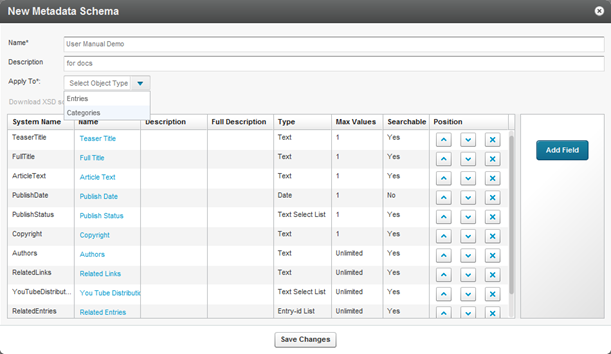 New Metadata Schema
Name* User Manual Demo
Description for docs
Apply To*: Select Object Type
Entries
Download XSD s
Categories
System Name Name Description Full Description Type Max Values Searchable Position
TeaserTitle Teaser Title Text 1 Yes
FullTitle Full Title Text 1 Yes
ArticleText Article Text Text 1 Yes
PublishDate Publish Date Date 1 No
PublishStatus Publish Status Text Select List 1 Yes
Copyright Copyright Text 1 Yes
Authors Authors Text Unlimited Yes
RelatedLinks Related Links Text Unlimited Yes
YouTubeDistribut... You Tube Distributio Text Select List Unlimited Yes
RelatedEntries Related Entries Entry-id List Unlimited Yes
Add Field
Save Changes